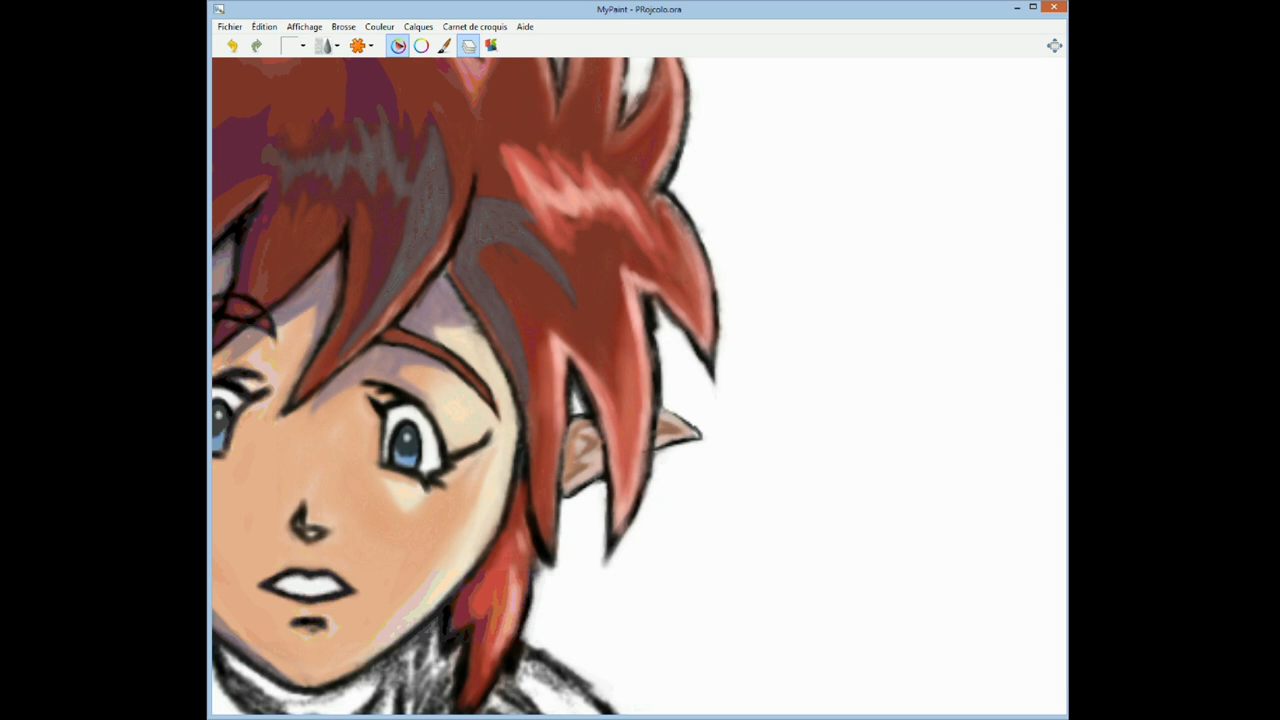 MyPaint - PRojcolo.ora
Fichier Édition Affichage Brosse Couleur Calques Carnet de croquis Aide